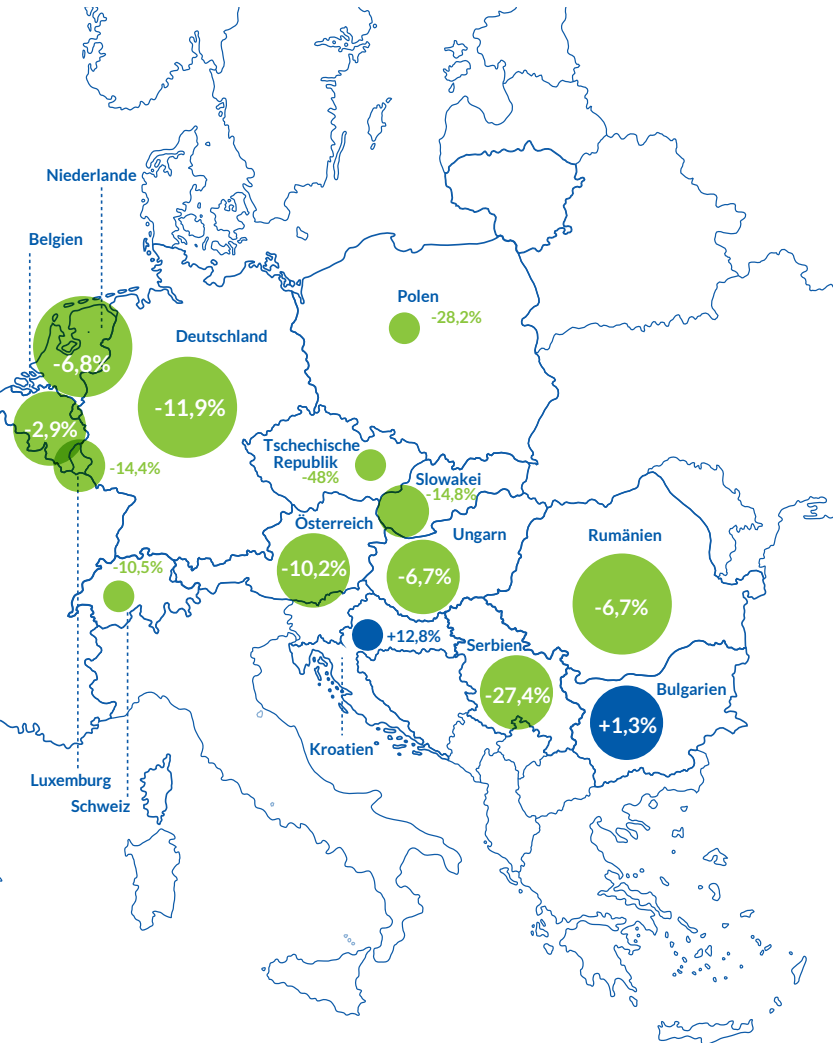 Niederlande
Belgien
Polen
-28,2%
Deutschland
-6,8%
-11,9%
-2,9%
-14,4%
Tschechische
Republik
-48%
Slowakei
-14,8%
Österreich
Ungarn
Rumänien
-10,5%
-10,2%
-6,7%
-6,7%
+12,8%
Serbien
-27,4%
Bulgarien
+1,3%
Kroatien
Luxemburg
Schweiz